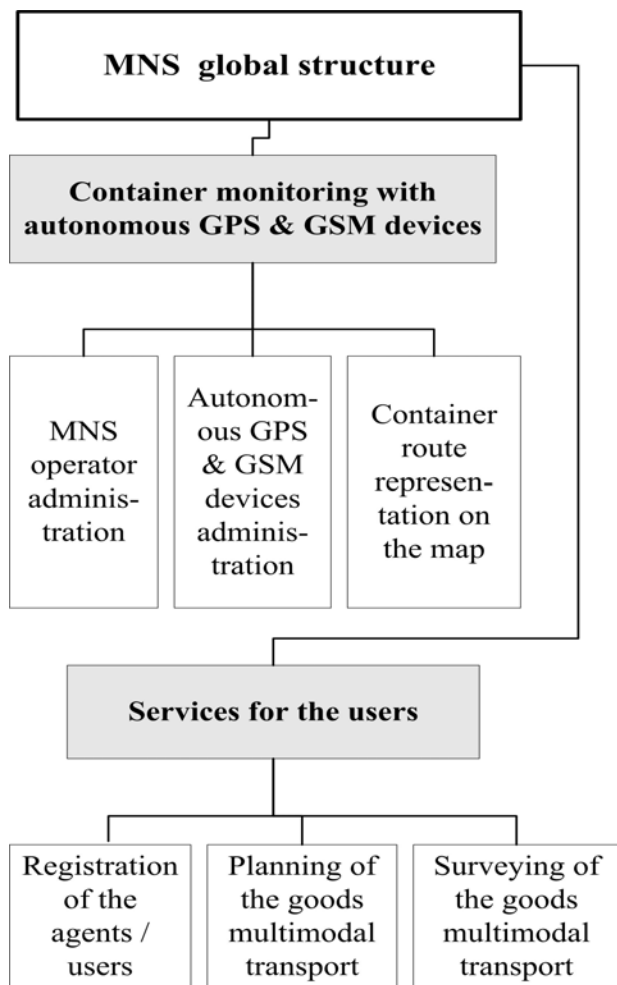 MNS global structure
Container monitoring with
autonomous GPS & GSM devices
MNS
operator
adminis-
tration
Autonom-
ous GPS
& GSM
devices
adminis-
tration
Container
route
represen-
tation on
the map
Services for the users
Registration
of the
agents /
users
Planning of
the goods
multimodal
transport
Surveying of
the goods
multimodal
transport